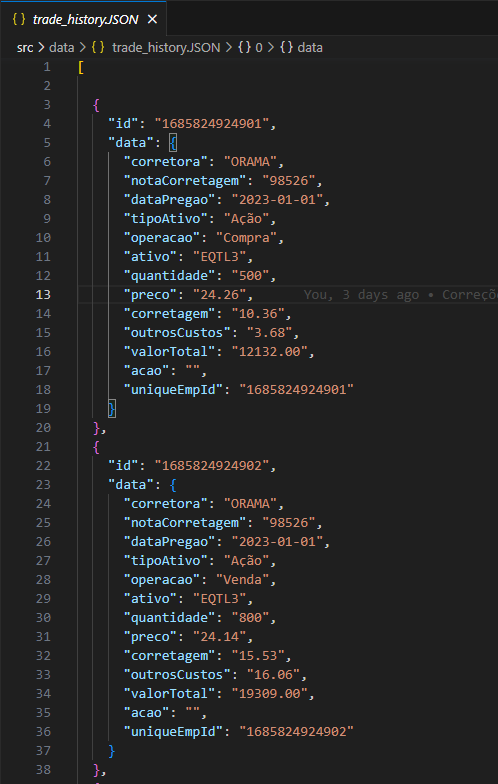 { } trade_history.JSON ×
src > data > { } trade_history.JSON > { } 0 > { } data
1 [
2
3 {
4 "id": "1685824924901",
5 "data": {
6 "corretora": "ORAMA",
7 "notaCorretagem": "98526",
8 "dataPregao": "2023-01-01",
9 "tipoAtivo": "Ação",
10 "operacao": "Compra",
11 "ativo": "EQTL3",
12 "quantidade": "500",
13 "preco": "24.26", You, 3 days ago • Correçõ
14 "corretagem": "10.36",
15 "outrosCustos": "3.68",
16 "valorTotal": "12132.00",
17 "acao": "",
18 "uniqueEmpId": "1685824924901"
19 }
20 },
21 {
22 "id": "1685824924902",
23 "data": {
24 "corretora": "ORAMA",
25 "notaCorretagem": "98526",
26 "dataPregao": "2023-01-01",
27 "tipoAtivo": "Ação",
28 "operacao": "Venda",
29 "ativo": "EQTL3",
30 "quantidade": "800",
31 "preco": "24.14",
32 "corretagem": "15.53",
33 "outrosCustos": "16.06",
34 "valorTotal": "19309.00",
35 "acao": "",
36 "uniqueEmpId": "1685824924902"
37 }
38 },